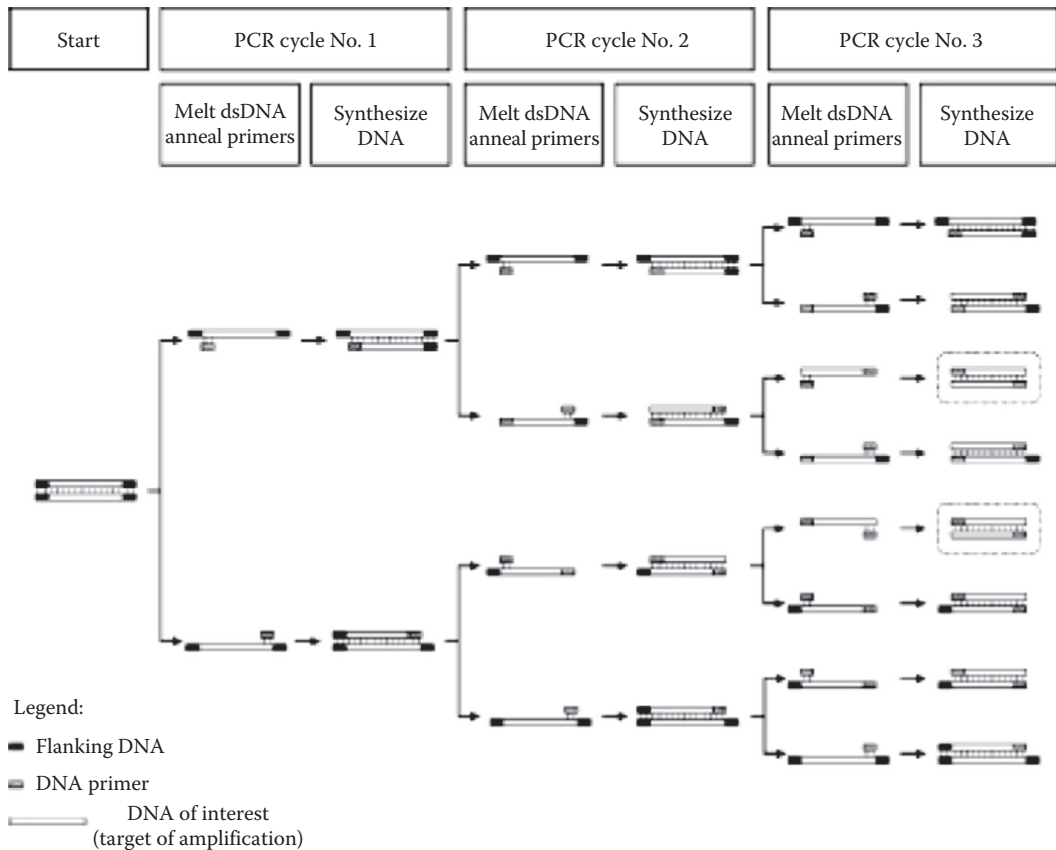 Start
PCR cycle No. 1
PCR cycle No. 2
PCR cycle No. 3
Melt dsDNA
anneal primers
Synthesize
DNA
Melt dsDNA
anneal primers
Synthesize
DNA
Melt dsDNA
anneal primers
Synthesize
DNA
Legend:
Flanking DNA
DNA primer
DNA of interest
(target of amplification)